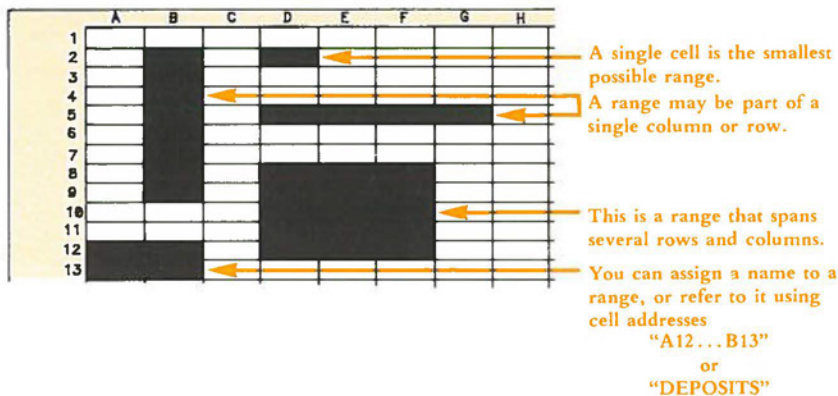 A B C D E F G H
1
2
3
4
5
6
7
8
9
10
11
12
13
A single cell is the smallest
possible range.
A range may be part of a
single column or row.
This is a range that spans
several rows and columns.
You can assign a name to a
range, or refer to it using
cell addresses
"A12...B13"
or
"DEPOSITS"